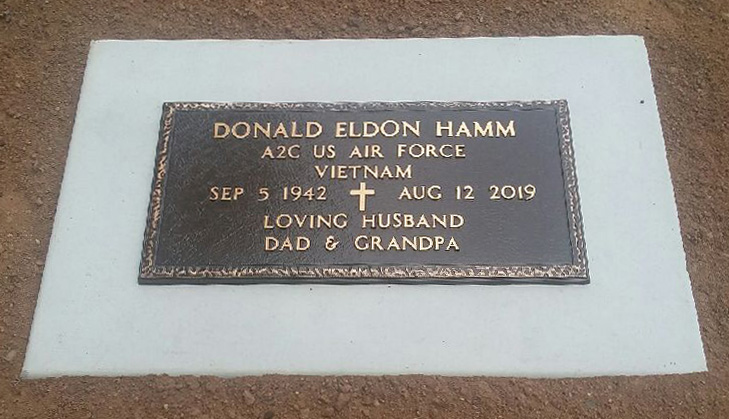 DONALD ELDON HAMM
A2C US AIR FORCE
VIETNAM
SEP 5 1942 AUG 12 2019
LOVING HUSBAND
DAD & GRANDPA